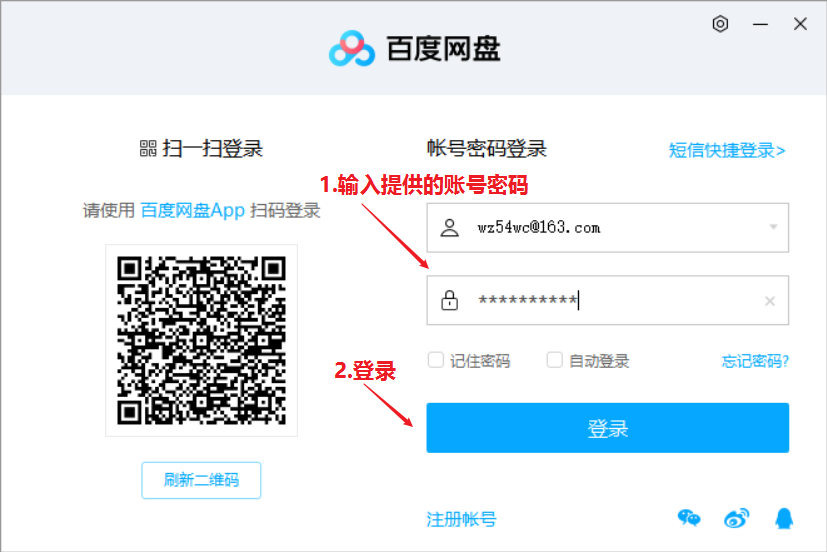 百度网盘
扫一扫登录
请使用 百度网盘App 扫码登录
刷新二维码
帐号密码登录
短信快捷登录>
1.输入提供的账号密码
wz54wc@163.com
**********
记住密码
自动登录
忘记密码?
2.登录
登录
注册帐号